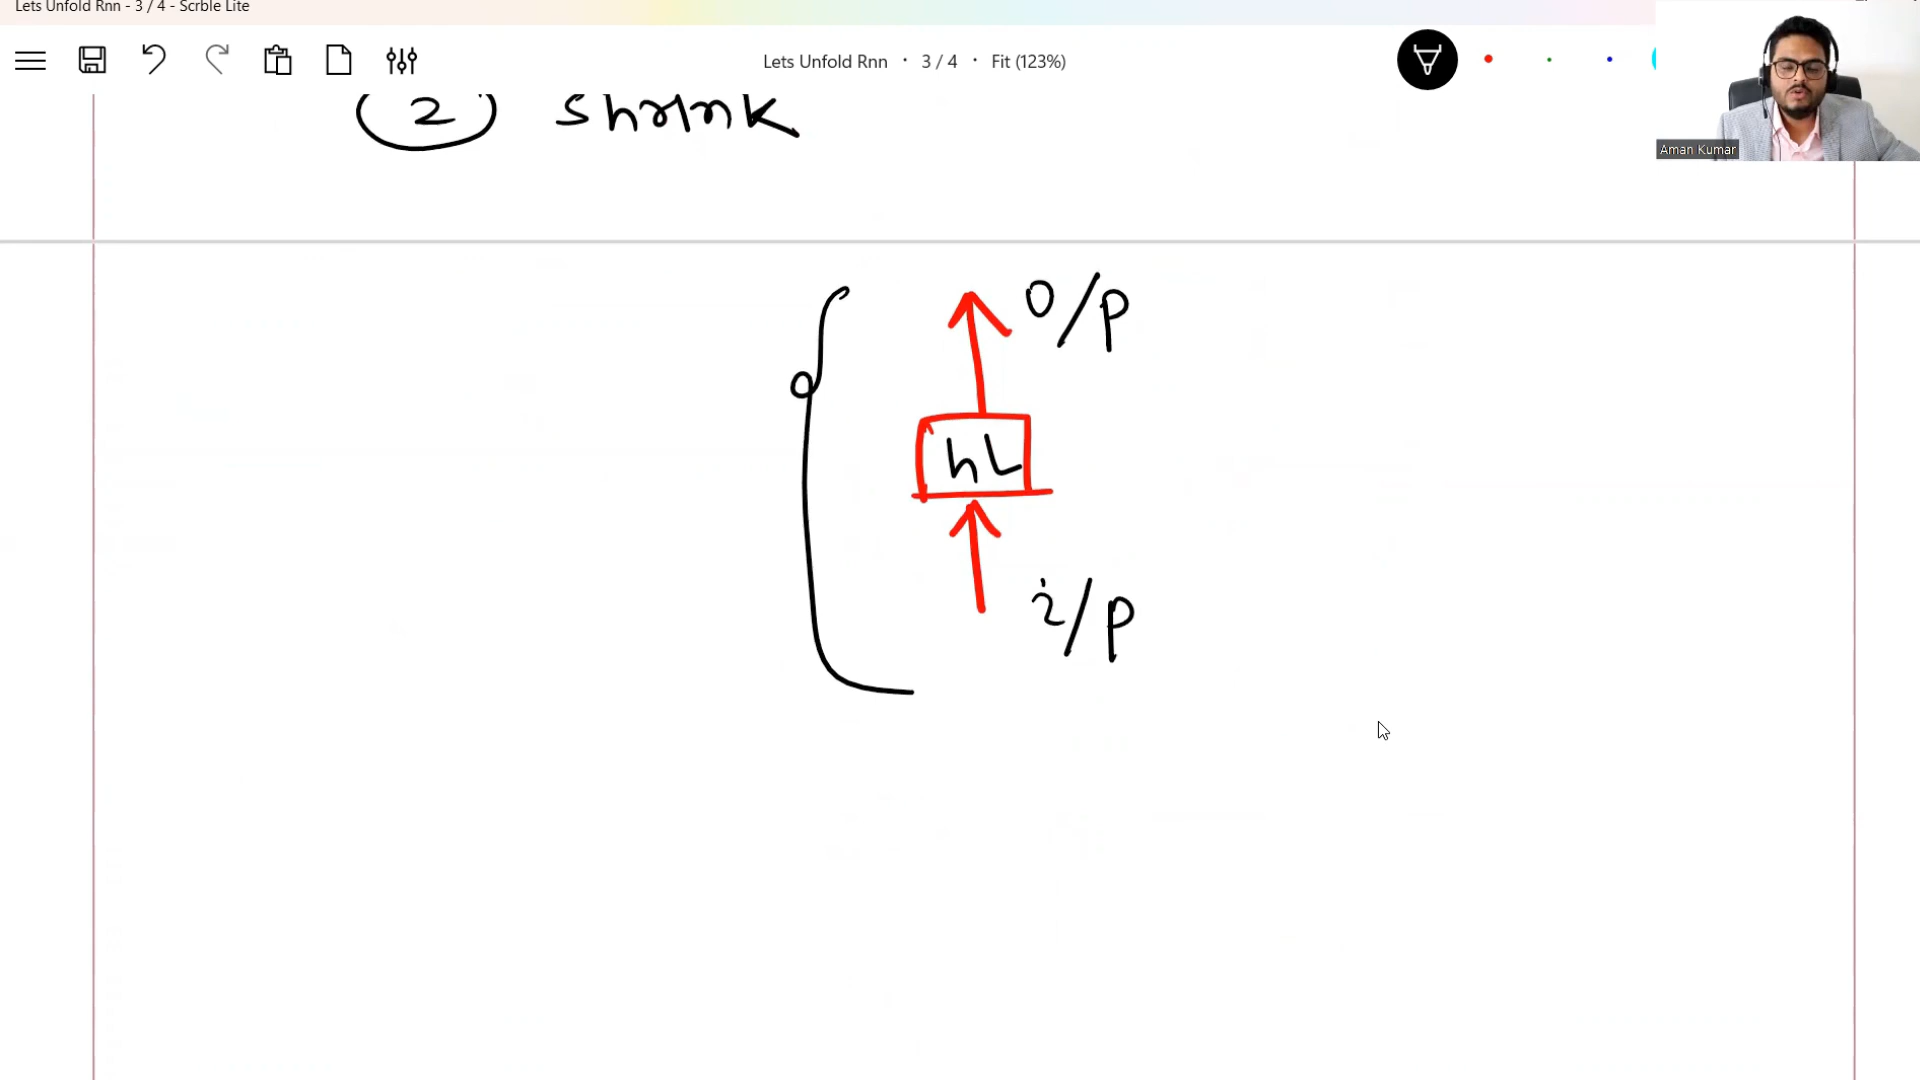 Lets Unfold Rnn - 3 / 4 - Scrble Lite
Lets Unfold Rnn · 3 / 4 · Fit (123%)
Aman Kumar
(2) Shrink
O/p
hL
i/p